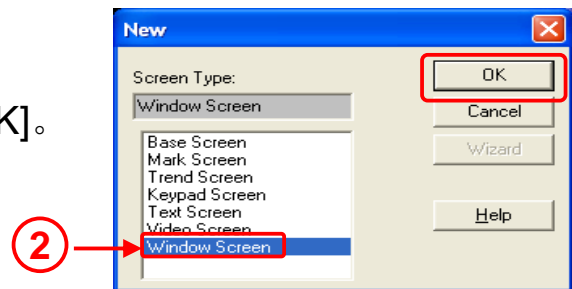 New
Screen Type:
Window Screen
OK
Cancel
Wizard
Help
K]。
Base Screen
Mark Screen
Trend Screen
Keypad Screen
Text Screen
Video Screen
Window Screen
2